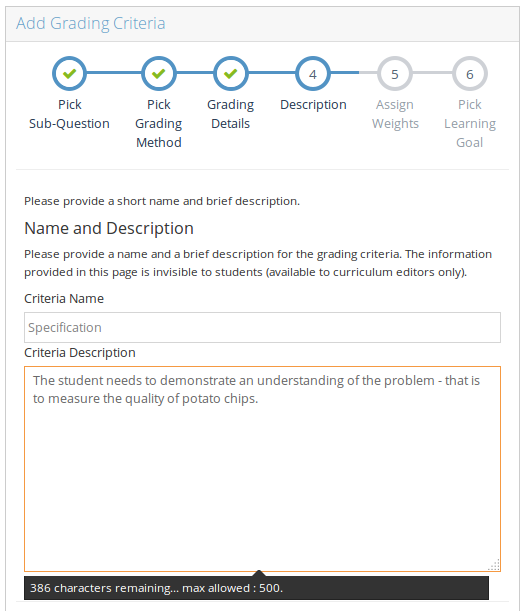 Add Grading Criteria
4 5 6
Pick Pick Grading Description Assign Pick
Sub-Question Grading Details Weights Learning
Method Goal
Please provide a short name and brief description.
Name and Description
Please provide a name and a brief description for the grading criteria. The information
provided in this page is invisible to students (available to curriculum editors only).
Criteria Name
Specification
Criteria Description
The student needs to demonstrate an understanding of the problem - that is
to measure the quality of potato chips.
386 characters remaining... max allowed : 500.